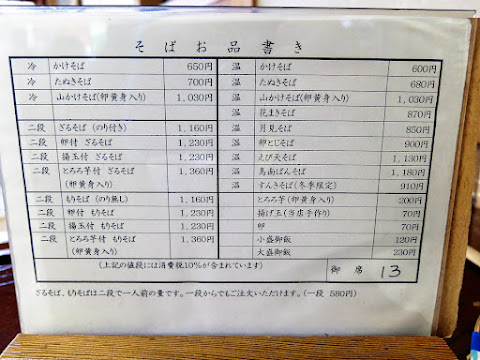 そばお品書き
冷 かけそば 650円 温 かけそば 600円
冷 たぬきそば 700円 温 たぬきそば 680円
冷 山かけそば(卵黄身入り) 1,030円 温 山かけそば(卵黄身入り) 1,030円
温 花まきそば 870円
二段 ざるそば (のり付き) 1,160円 温 月見そば 850円
二段 卵付 ざるそば 1,230円 温 卵とじそば 900円
二段 揚玉付 ざるそば 1,230円 温 えび天そば 1,130円
二段 とろろ芋付 ざるそば 1,360円 温 鳥南ばんそば 1,180円
(卵黄身入り) 温 すんきそば(冬季限定) 910円
二段 もりそば (のり無し) 1,160円 とろろ芋(卵黄身入り) 200円
二段 卵付 もりそば 1,230円 揚げ玉(当店手作り) 70円
二段 揚玉付 もりそば 1,230円 卵 70円
二段 とろろ芋付 もりそば 1,360円 小盛御飯 120円
(卵黄身入り) 大盛御飯 230円
(上記の値段には消費税10%が含まれています) 御席 13
ざるそば、もりそばは二段で一人前の量です。一段からでもご注文いただけます。(一段 580円)